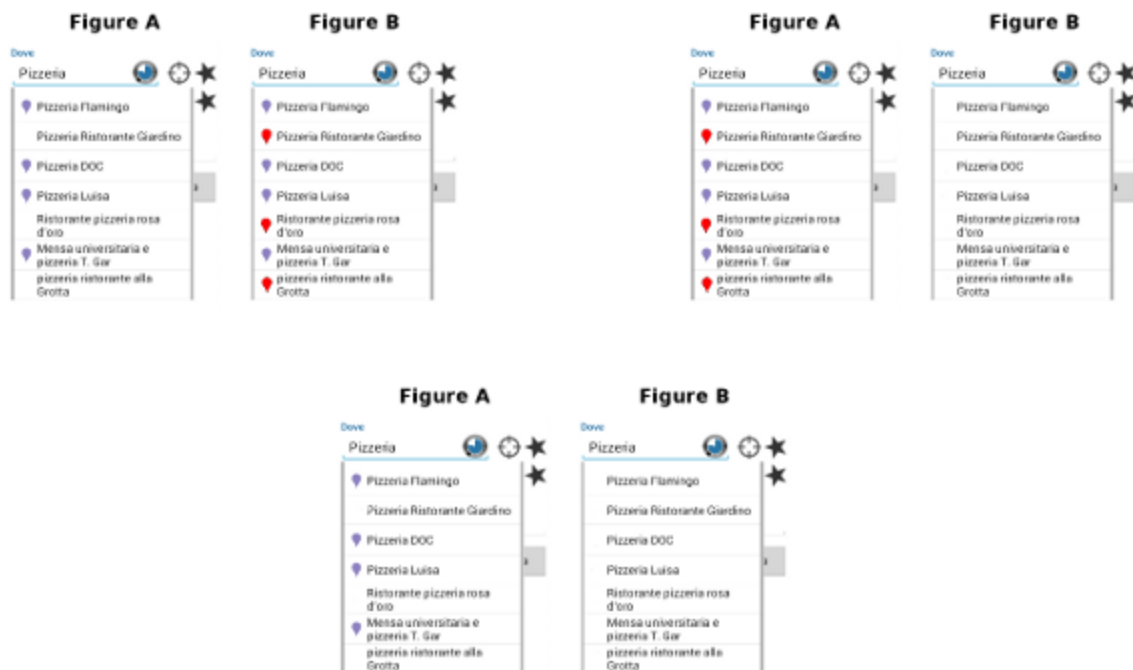 Figure A
Dove
Pizzeria
Pizzeria Flamingo
Pizzeria Ristorante Giardino
Pizzeria DOC
Pizzeria Luisa
Ristorante pizzeria rosa
d'oro
Mensa universitaria e
pizzeria T. Gar
pizzeria ristorante alla
Grotta
Figure B
Dove
Pizzeria
Pizzeria Flamingo
Pizzeria Ristorante Giardino
Pizzeria DOC
Pizzeria Luisa
Ristorante pizzeria rosa
d'oro
Mensa universitaria e
pizzeria T. Gar
pizzeria ristorante alla
Grotta
Figure A
Dove
Pizzeria
Pizzeria Flamingo
Pizzeria Ristorante Giardino
Pizzeria DOC
Pizzeria Luisa
Ristorante pizzeria rosa
d'oro
Mensa universitaria e
pizzeria T. Gar
pizzeria ristorante alla
Grotta
Figure B
Dove
Pizzeria
Pizzeria Flamingo
Pizzeria Ristorante Giardino
Pizzeria DOC
Pizzeria Luisa
Ristorante pizzeria rosa
d'oro
Mensa universitaria e
pizzeria T. Gar
pizzeria ristorante alla
Grotta
Figure A
Dove
Pizzeria
Pizzeria Flamingo
Pizzeria Ristorante Giardino
Pizzeria DOC
Pizzeria Luisa
Ristorante pizzeria rosa
d'oro
Mensa universitaria e
pizzeria T. Gar
pizzeria ristorante alla
Grotta
Figure B
Dove
Pizzeria
Pizzeria Flamingo
Pizzeria Ristorante Giardino
Pizzeria DOC
Pizzeria Luisa
Ristorante pizzeria rosa
d'oro
Mensa universitaria e
pizzeria T. Gar
pizzeria ristorante alla
Grotta